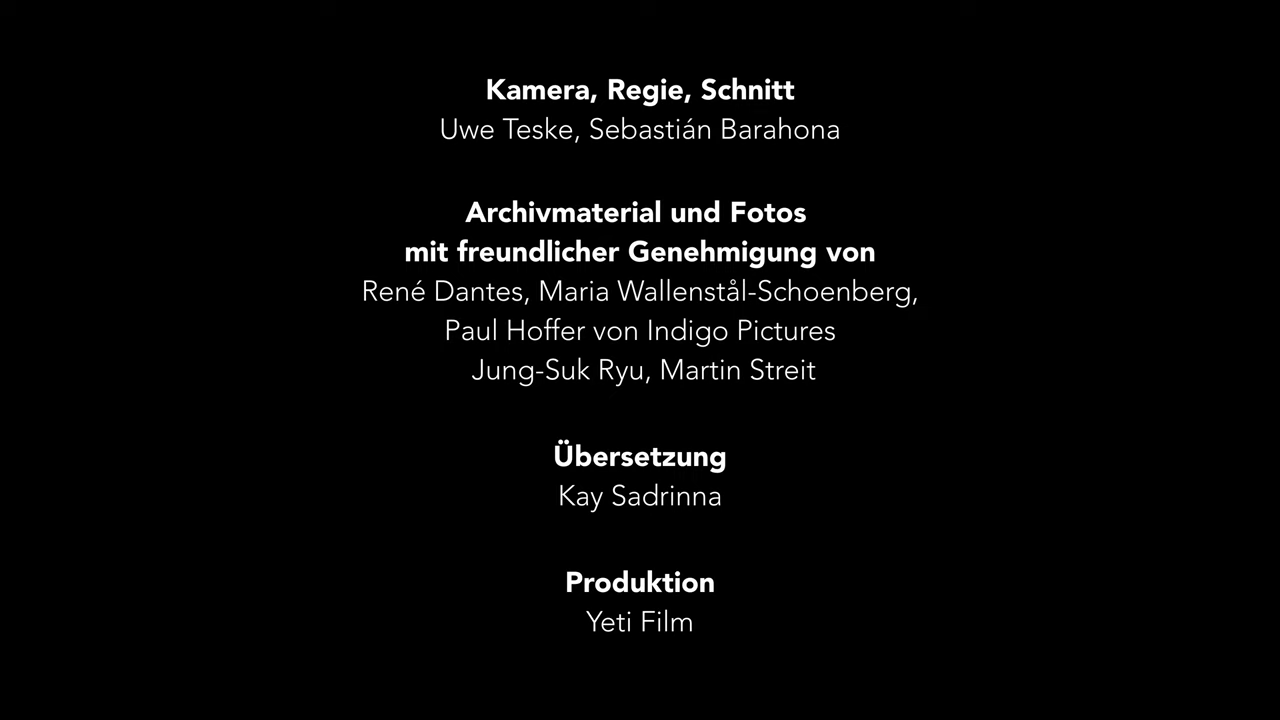 Kamera, Regie, Schnitt
Uwe Teske, Sebastián Barahona
Archivmaterial und Fotos
mit freundlicher Genehmigung von
René Dantes, Maria Wallenstål-Schoenberg,
Paul Hoffer von Indigo Pictures
Jung-Suk Ryu, Martin Streit
Übersetzung
Kay Sadrinna
Produktion
Yeti Film